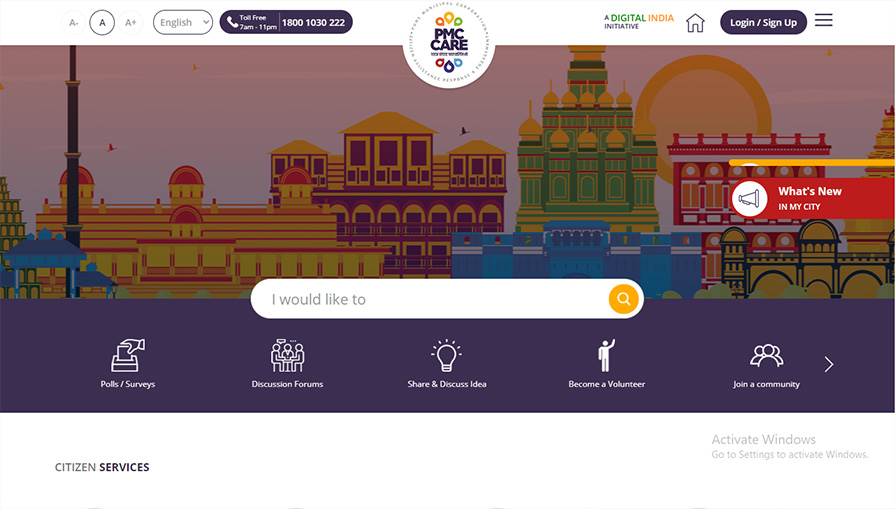 A-
A
A+
English
Toll Free
7am - 11pm
1800 1030 222
PUNE MUNICIPAL CORPORATION
PMC
CARE
CITIZEN ASSISTANCE RESPONSE & ENGAGEMENT
A DIGITAL INDIA
INITIATIVE
Login / Sign Up
What's New
IN MY CITY
I would like to
Polls / Surveys
Discussion Forums
Share & Discuss Idea
Become a Volunteer
Join a community
Activate Windows
Go to Settings to activate Windows.
CITIZEN SERVICES